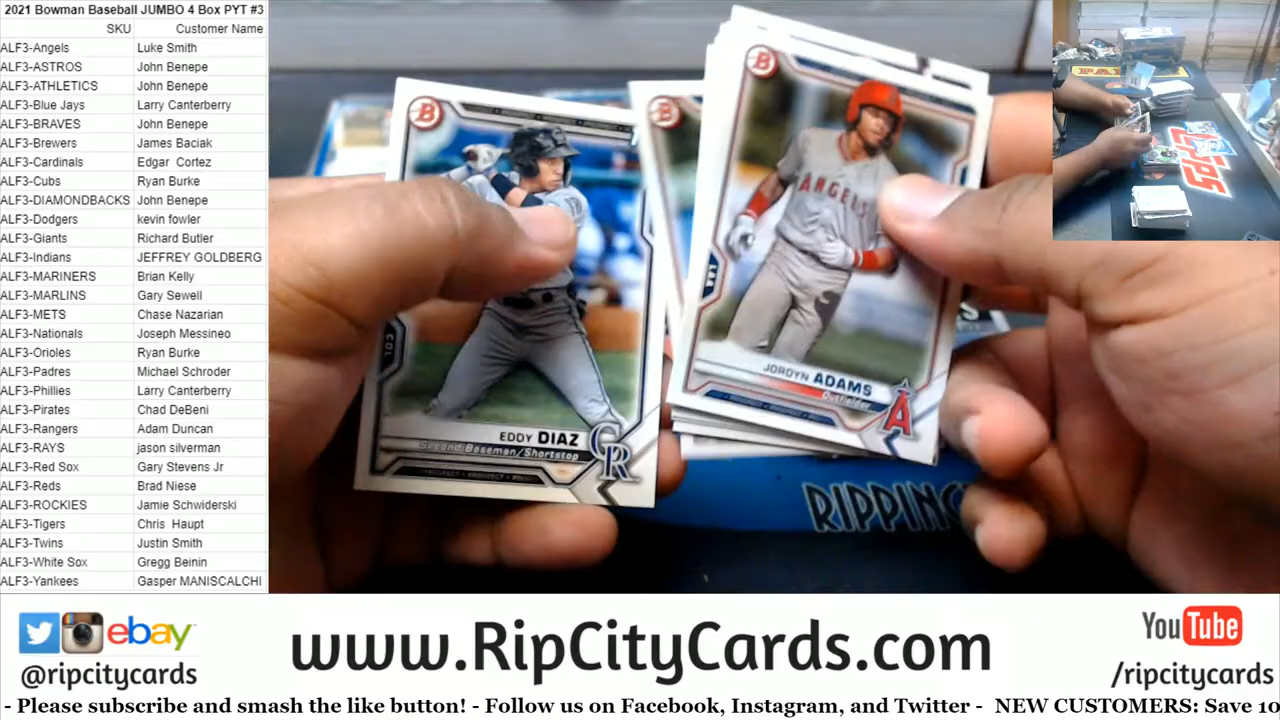 2021 Bowman Baseball JUMBO 4 Box PYT #3
SKU Customer Name
ALF3-Angels Luke Smith
ALF3-ASTROS John Benepe
ALF3-ATHLETICS John Benepe
ALF3-Blue Jays Larry Canterberry
ALF3-BRAVES John Benepe
ALF3-Brewers James Baciak
ALF3-Cardinals Edgar Cortez
ALF3-Cubs Ryan Burke
ALF3-DIAMONDBACKS John Benepe
ALF3-Dodgers kevin fowler
ALF3-Giants Richard Butler
ALF3-Indians JEFFREY GOLDBERG
ALF3-MARINERS Brian Kelly
ALF3-MARLINS Gary Sewell
ALF3-METS Chase Nazarian
ALF3-Nationals Joseph Messineo
ALF3-Orioles Ryan Burke
ALF3-Padres Michael Schroder
ALF3-Phillies Larry Canterberry
ALF3-Pirates Chad DeBeni
ALF3-Rangers Adam Duncan
ALF3-RAYS jason silverman
ALF3-Red Sox Gary Stevens Jr
ALF3-Reds Brad Niese
ALF3-ROCKIES Jamie Schwiderski
ALF3-Tigers Chris Haupt
ALF3-Twins Justin Smith
ALF3-White Sox Gregg Beinin
ALF3-Yankees Gasper MANISCALCHI
B
COL
EDDY DIAZ
Second Baseman/Shortstop
CR
B
B
ANGELS
LAA
JORDYN ADAMS
Outfielder
A
RIPPING
ebay
@ripcitycards
www.RipCityCards.com
YouTube
/ripcitycards
- Please subscribe and smash the like button! - Follow us on Facebook, Instagram, and Twitter - NEW CUSTOMERS: Save 10